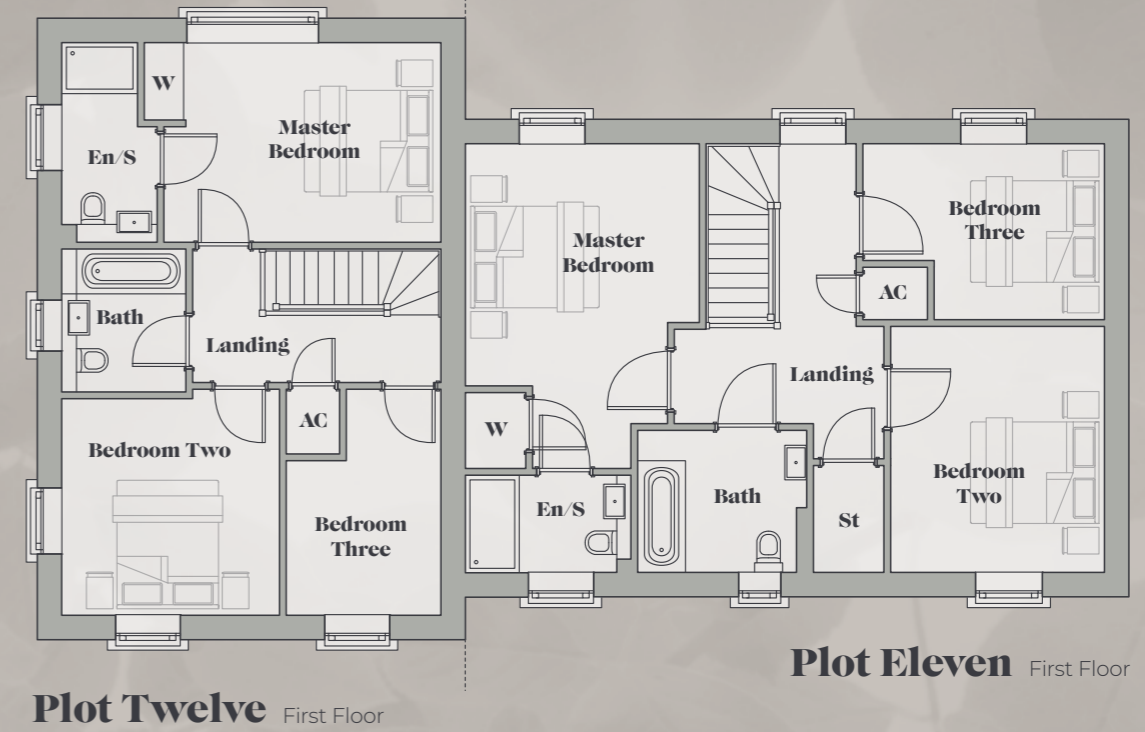 W
En/S
Master
Bedroom
Bath
Landing
AC
Bedroom Two
Bedroom
Three
Plot Twelve First Floor
Master
Bedroom
Bedroom
Three
AC
Landing
W
En/S
Bath
St
Bedroom
Two
Plot Eleven First Floor